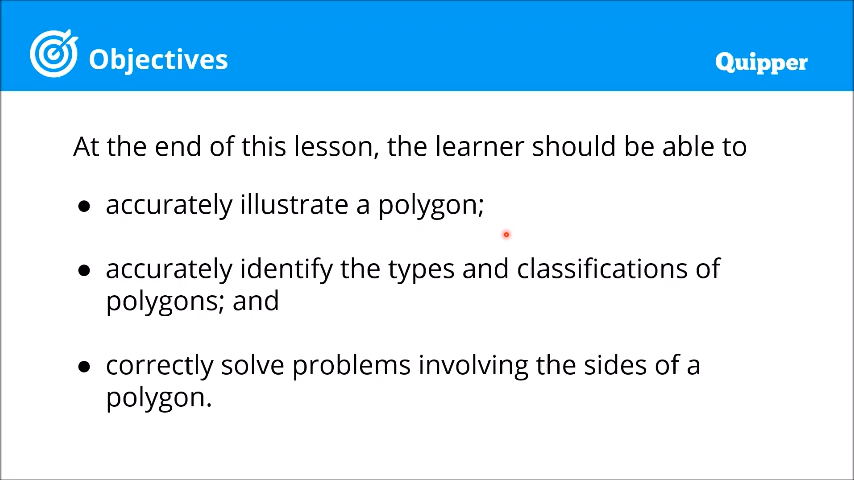 Objectives
Quipper
At the end of this lesson, the learner should be able to
● accurately illustrate a polygon;
● accurately identify the types and classifications of
polygons; and
● correctly solve problems involving the sides of a
polygon.